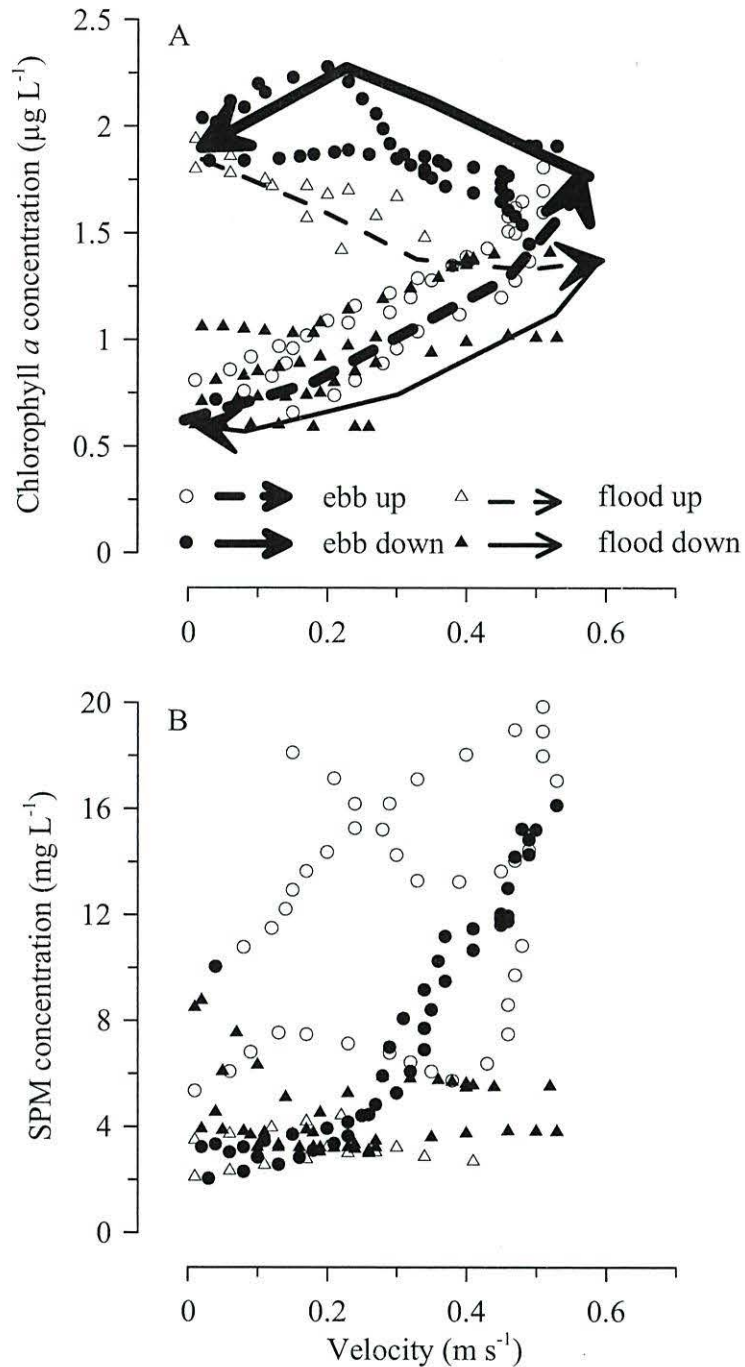 A
2.5
2
1.5
1
0.5
0
Chlorophyll a concentration (µg L⁻¹)
ebb up
flood up
ebb down
flood down
0
0.2
0.4
0.6
B
20
16
12
8
4
0
SPM concentration (mg L⁻¹)
0
0.2
0.4
0.6
Velocity (m s⁻¹)